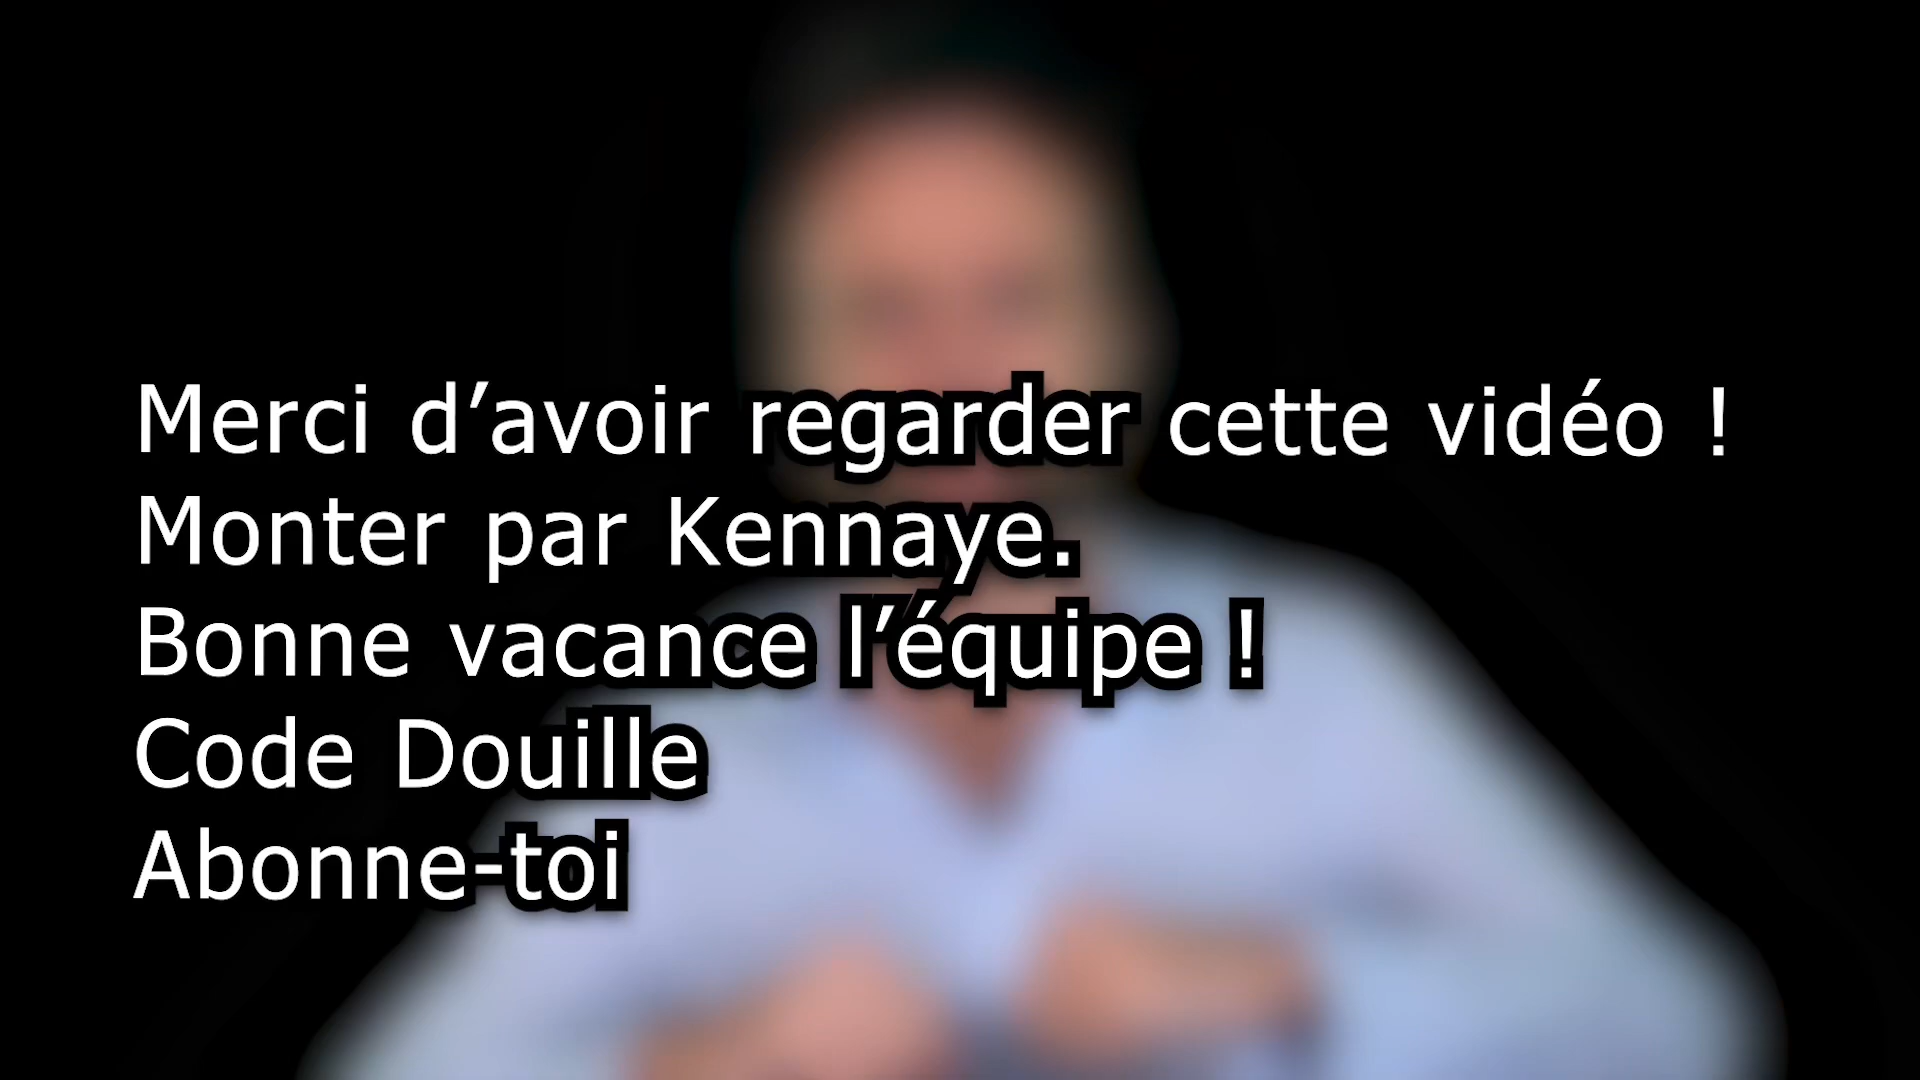 Merci d’avoir regarder cette vidéo !
Monter par Kennaye.
Bonne vacance l’équipe !
Code Douille
Abonne-toi